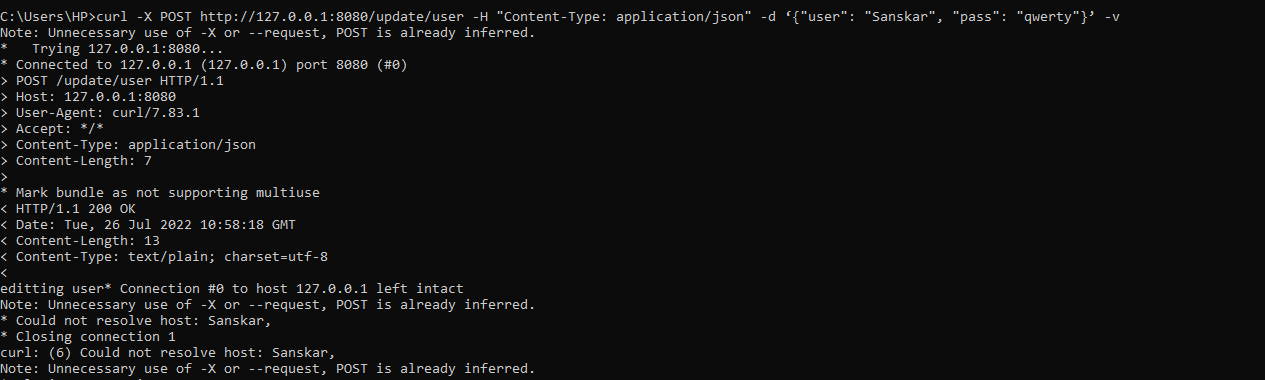 C:\Users\HP>curl -X POST http://127.0.0.1:8080/update/user -H "Content-Type: application/json" -d ‘{"user": "Sanskar", "pass": "qwerty"}’ -v
Note: Unnecessary use of -X or --request, POST is already inferred.
*   Trying 127.0.0.1:8080...
* Connected to 127.0.0.1 (127.0.0.1) port 8080 (#0)
> POST /update/user HTTP/1.1
> Host: 127.0.0.1:8080
> User-Agent: curl/7.83.1
> Accept: */*
> Content-Type: application/json
> Content-Length: 7
>
* Mark bundle as not supporting multiuse
< HTTP/1.1 200 OK
< Date: Tue, 26 Jul 2022 10:58:18 GMT
< Content-Length: 13
< Content-Type: text/plain; charset=utf-8
<
editting user* Connection #0 to host 127.0.0.1 left intact
Note: Unnecessary use of -X or --request, POST is already inferred.
* Could not resolve host: Sanskar,
* Closing connection 1
curl: (6) Could not resolve host: Sanskar,
Note: Unnecessary use of -X or --request, POST is already inferred.